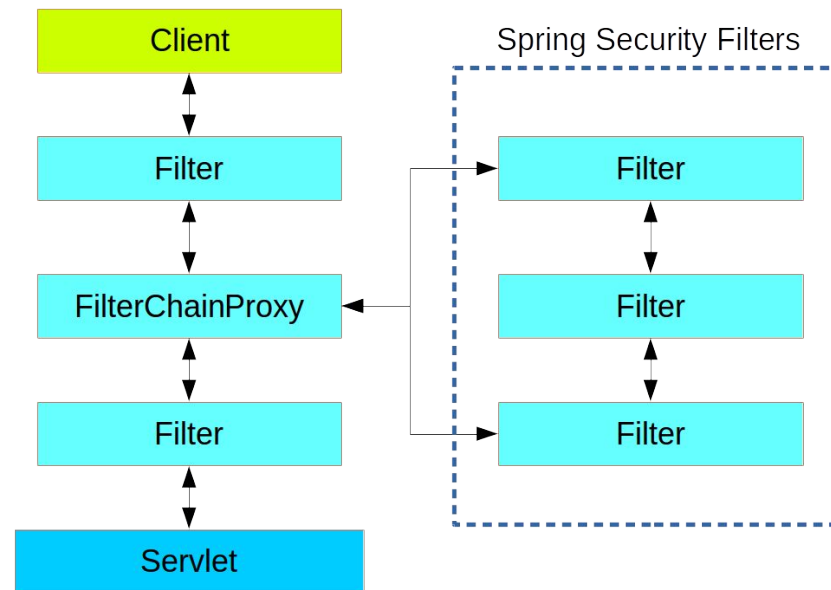 Client
Filter
FilterChainProxy
Filter
Servlet
Spring Security Filters
Filter
Filter
Filter